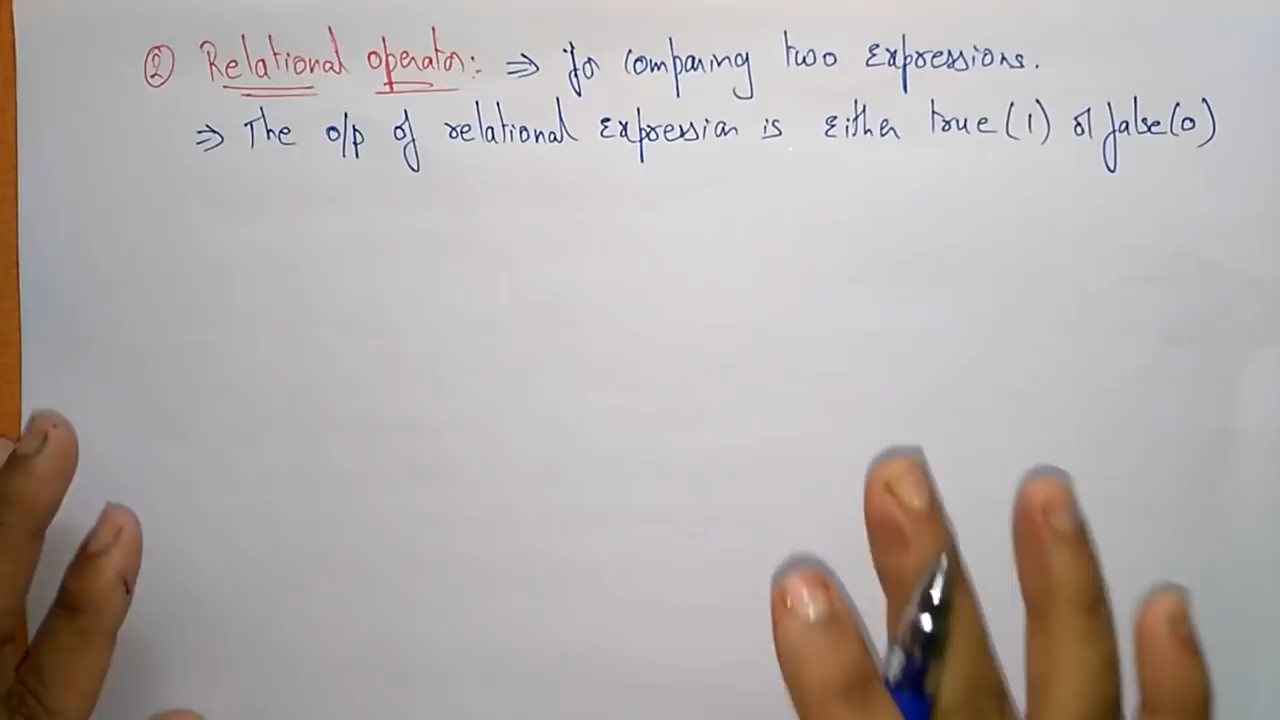 ② Relational operator: ⇒ for comparing two expressions.
⇒ The o/p of relational expression is either true(1) or false(0)